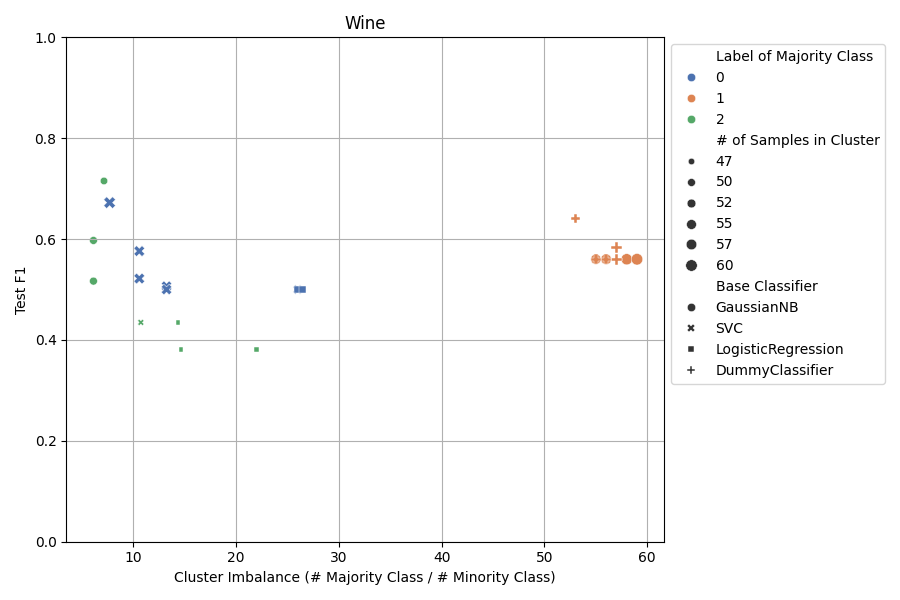 Wine
1.0
0.8
0.6
0.4
0.2
0.0
Test F1
10 20 30 40 50 60
Cluster Imbalance (# Majority Class / # Minority Class)
Label of Majority Class
0
1
2
# of Samples in Cluster
47
50
52
55
57
60
Base Classifier
GaussianNB
SVC
LogisticRegression
DummyClassifier